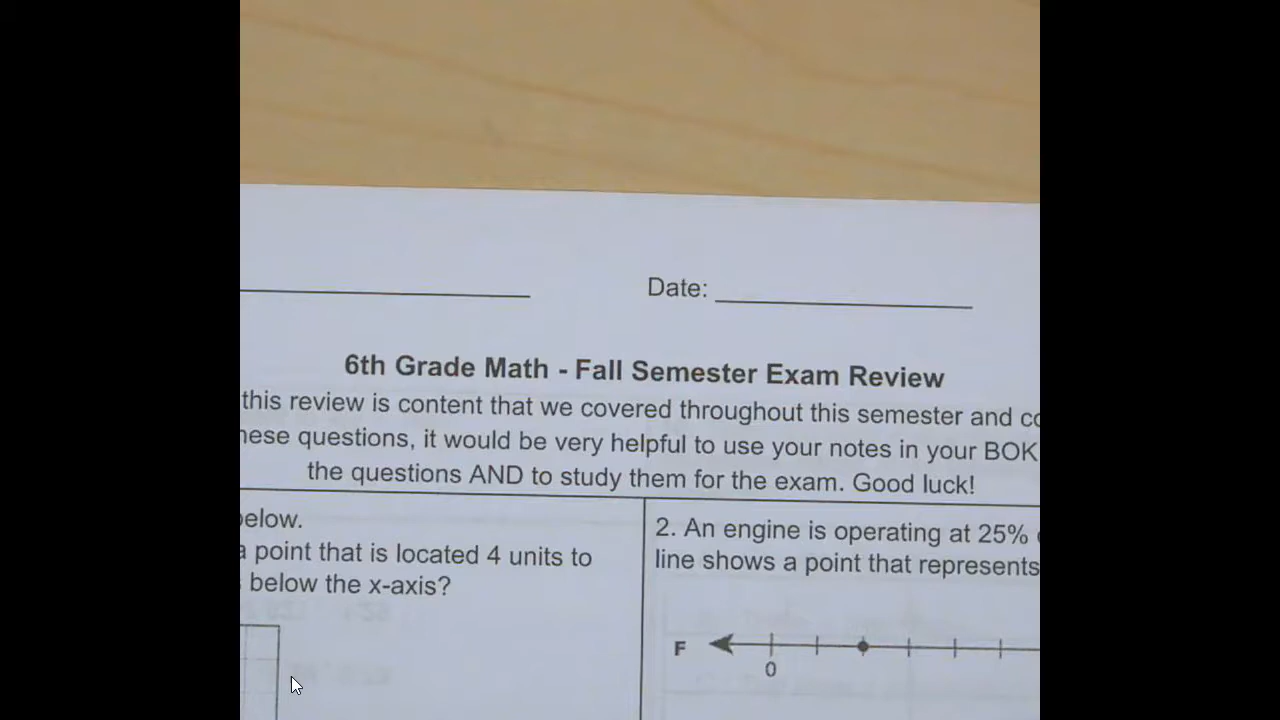 Date:
6th Grade Math - Fall Semester Exam Review
this review is content that we covered throughout this semester and
these questions, it would be very helpful to use your notes in your BOK
the questions AND to study them for the exam. Good luck!
below.
a point that is located 4 units to
below the x-axis?
2. An engine is operating at 25%
line shows a point that represents
F
0